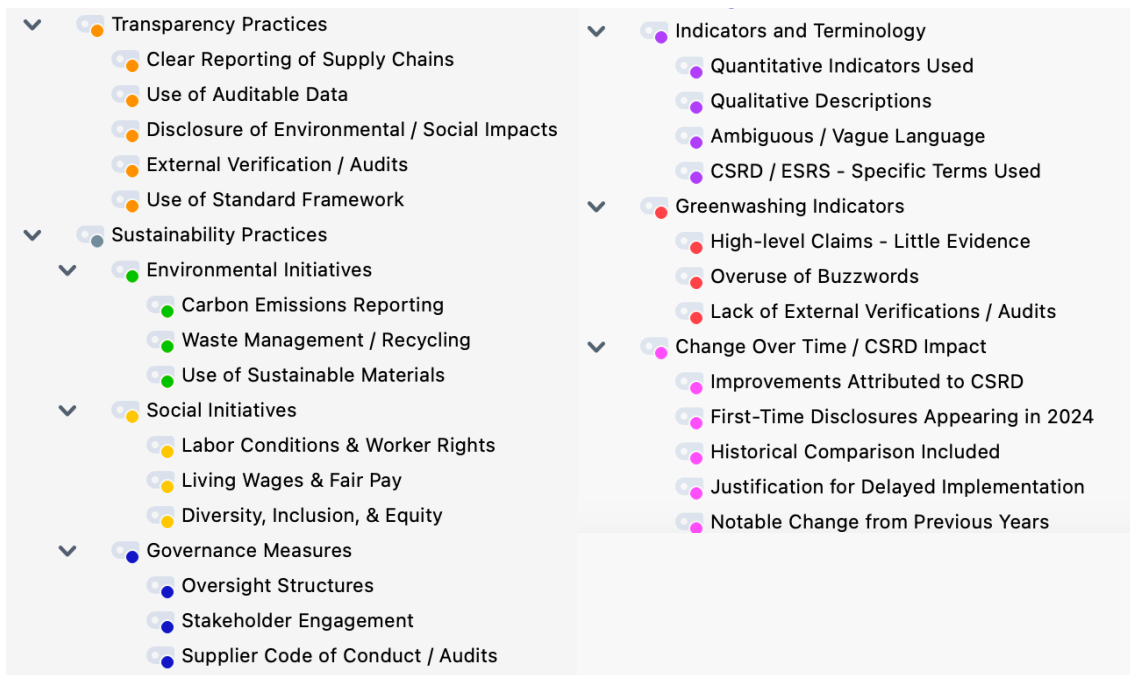 Transparency Practices
Clear Reporting of Supply Chains
Use of Auditable Data
Disclosure of Environmental / Social Impacts
External Verification / Audits
Use of Standard Framework
Sustainability Practices
Environmental Initiatives
Carbon Emissions Reporting
Waste Management / Recycling
Use of Sustainable Materials
Social Initiatives
Labor Conditions & Worker Rights
Living Wages & Fair Pay
Diversity, Inclusion, & Equity
Governance Measures
Oversight Structures
Stakeholder Engagement
Supplier Code of Conduct / Audits
Indicators and Terminology
Quantitative Indicators Used
Qualitative Descriptions
Ambiguous / Vague Language
CSRD / ESRS - Specific Terms Used
Greenwashing Indicators
High-level Claims - Little Evidence
Overuse of Buzzwords
Lack of External Verifications / Audits
Change Over Time / CSRD Impact
Improvements Attributed to CSRD
First-Time Disclosures Appearing in 2024
Historical Comparison Included
Justification for Delayed Implementation
Notable Change from Previous Years